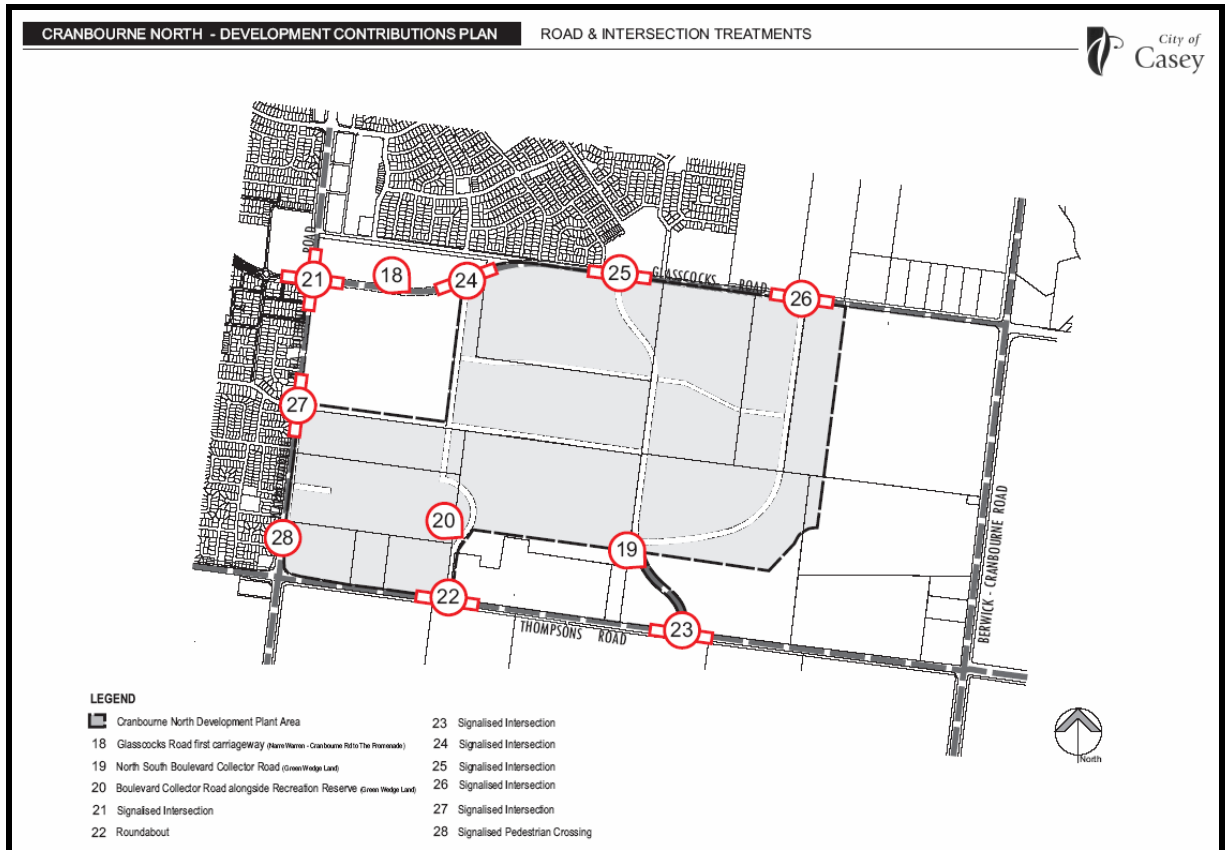 CRANBOURNE NORTH - DEVELOPMENT CONTRIBUTIONS PLAN ROAD & INTERSECTION TREATMENTS
City of
Casey
ROAD
21
18
24
25
GLASSCOCKS ROAD
26
27
20
28
19
22
23
THOMPSONS ROAD
BERWICK - CRANBOURNE ROAD
North
LEGEND
Cranbourne North Development Plant Area
18 Glasscocks Road first carriageway (Narre Warren - Cranbourne Rd to The Promenade)
19 North South Boulevard Collector Road (Green Wedge Land)
20 Boulevard Collector Road alongside Recreation Reserve (Green Wedge Land)
21 Signalised Intersection
22 Roundabout
23 Signalised Intersection
24 Signalised Intersection
25 Signalised Intersection
26 Signalised Intersection
27 Signalised Intersection
28 Signalised Pedestrian Crossing